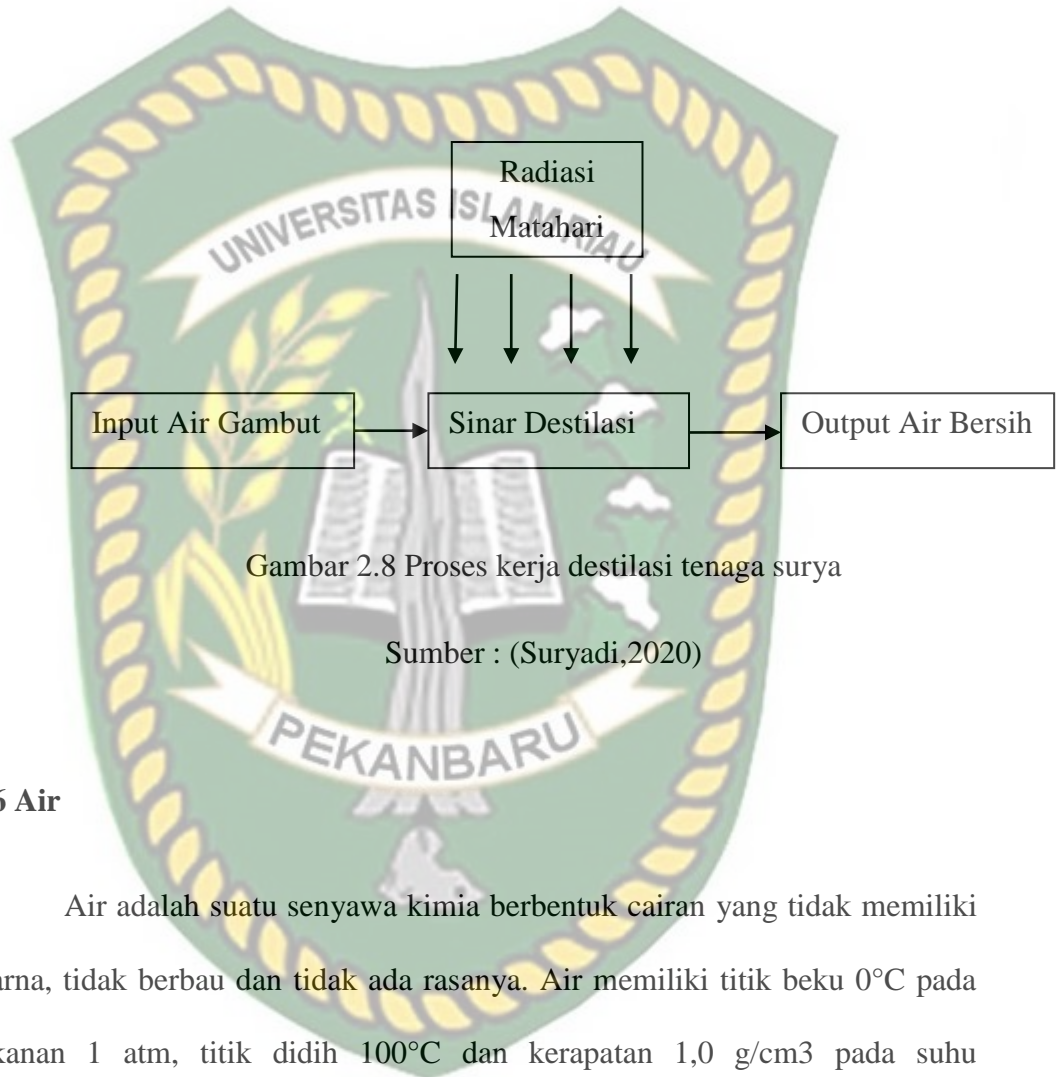 Radiasi
Matahari
UNIVERSITAS ISLAM RIAU
Input Air Gambut
Sinar Destilasi
Output Air Bersih
Gambar 2.8 Proses kerja destilasi tenaga surya
Sumber : (Suryadi,2020)
PEKANBARU
6 Air
Air adalah suatu senyawa kimia berbentuk cairan yang tidak memiliki
arna, tidak berbau dan tidak ada rasanya. Air memiliki titik beku 0°C pada
kanan 1 atm, titik didih 100°C dan kerapatan 1,0 g/cm3 pada suhu